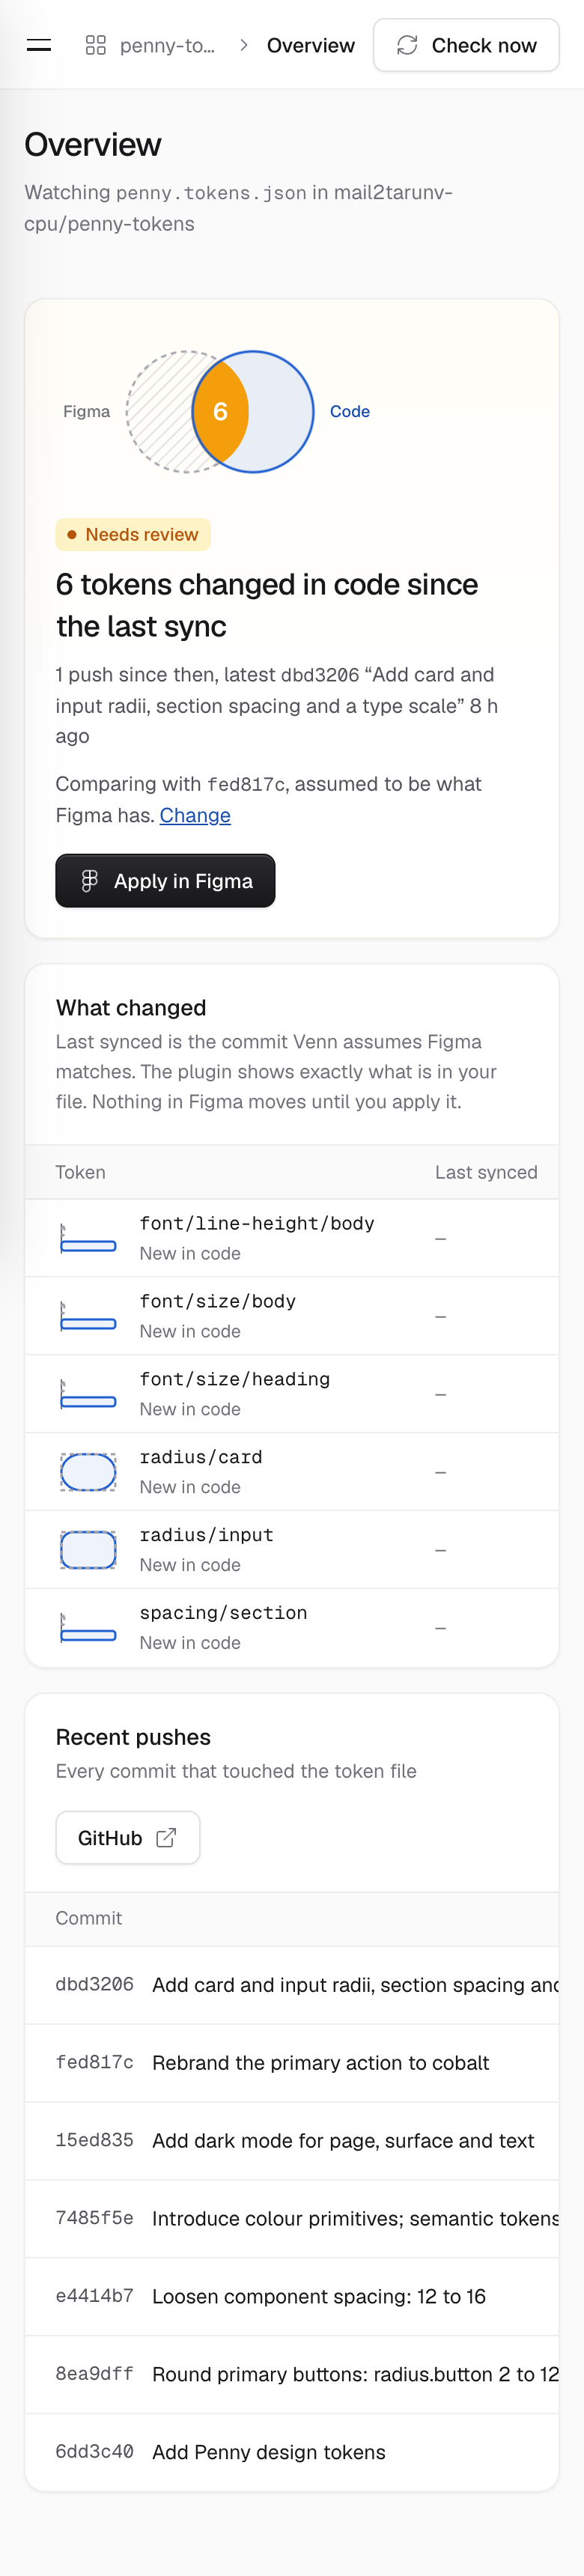 penny-to... > Overview Check now
Overview
Watching penny.tokens.json in mail2tarunv-
cpu/penny-tokens
Figma 6 Code
Needs review
6 tokens changed in code since
the last sync
1 push since then, latest dbd3206 “Add card and
input radii, section spacing and a type scale” 8 h
ago
Comparing with fed817c, assumed to be what
Figma has. Change
Apply in Figma
What changed
Last synced is the commit Venn assumes Figma
matches. The plugin shows exactly what is in your
file. Nothing in Figma moves until you apply it.
Token Last synced
font/line-height/body
New in code –
font/size/body
New in code –
font/size/heading
New in code –
radius/card
New in code –
radius/input
New in code –
spacing/section
New in code –
Recent pushes
Every commit that touched the token file
GitHub
Commit
dbd3206 Add card and input radii, section spacing and
fed817c Rebrand the primary action to cobalt
15ed835 Add dark mode for page, surface and text
7485f5e Introduce colour primitives; semantic tokens
e4414b7 Loosen component spacing: 12 to 16
8ea9dff Round primary buttons: radius.button 2 to 12
6dd3c40 Add Penny design tokens